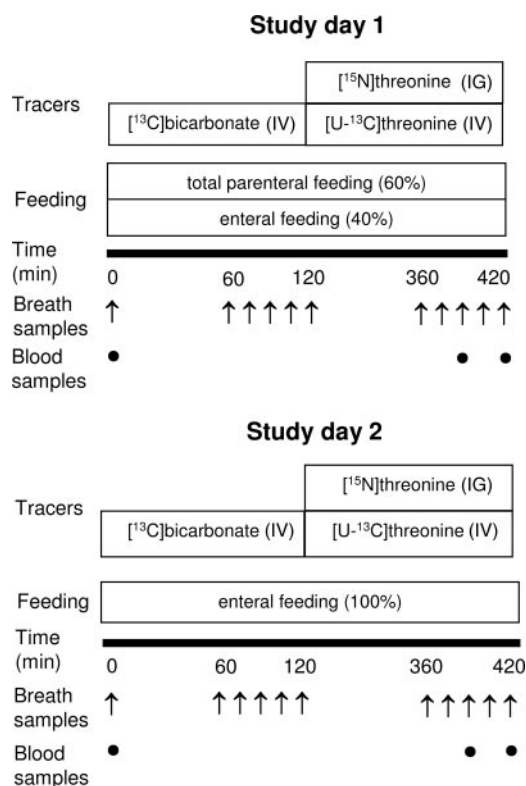 Study day 1
[¹⁵N]threonine (IG)
Tracers
[¹³C]bicarbonate (IV) [U-¹³C]threonine (IV)
total parenteral feeding (60%)
Feeding
enteral feeding (40%)
Time
(min)
0 60 120 360 420
Breath
samples
Blood
samples
Study day 2
[¹⁵N]threonine (IG)
Tracers
[¹³C]bicarbonate (IV) [U-¹³C]threonine (IV)
Feeding enteral feeding (100%)
Time
(min)
0 60 120 360 420
Breath
samples
Blood
samples